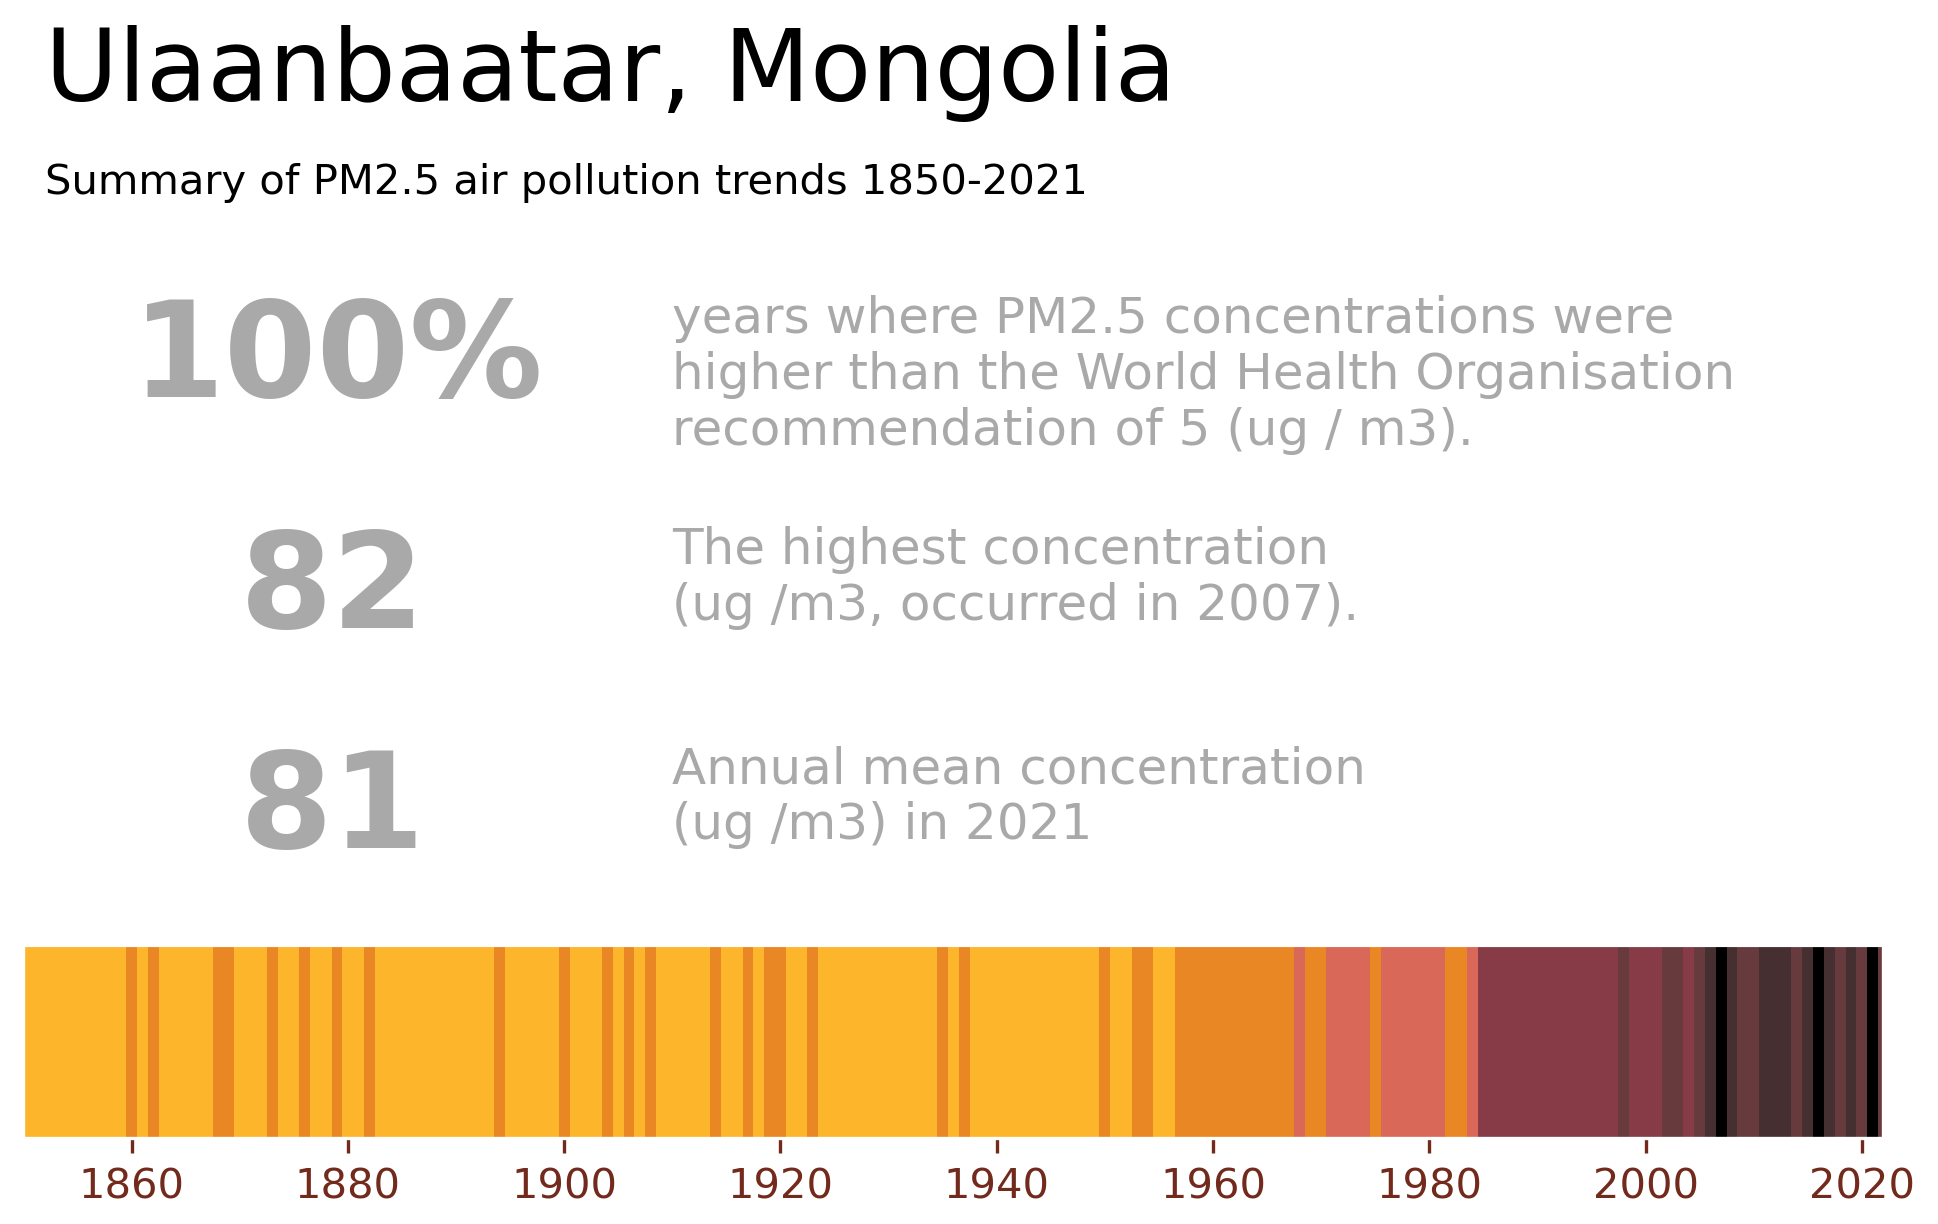 Ulaanbaatar, Mongolia
Summary of PM2.5 air pollution trends 1850-2021
100%
years where PM2.5 concentrations were
higher than the World Health Organisation
recommendation of 5 (ug / m3).
82
The highest concentration
(ug /m3, occurred in 2007).
81
Annual mean concentration
(ug /m3) in 2021
1860 1880 1900 1920 1940 1960 1980 2000 2020